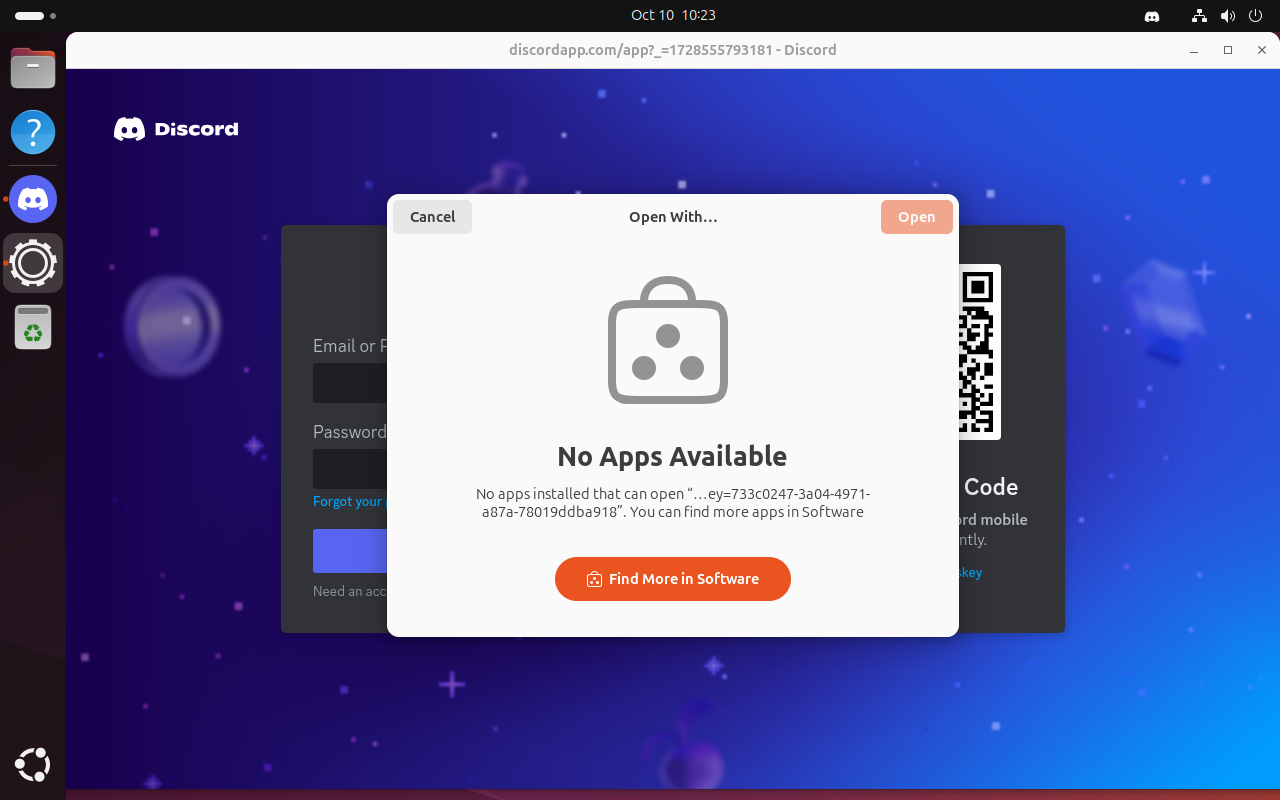 Oct 10 10:23
discordapp.com/app?_=1728555793181 - Discord
Discord
Cancel
Open With…
Open
Email or P
Password
Forgot your
Need an acc
No Apps Available
No apps installed that can open “…ey=733c0247-3a04-4971-
a87a-78019ddba918”. You can find more apps in Software
Find More in Software
Code
ord mobile
ntly.
skey